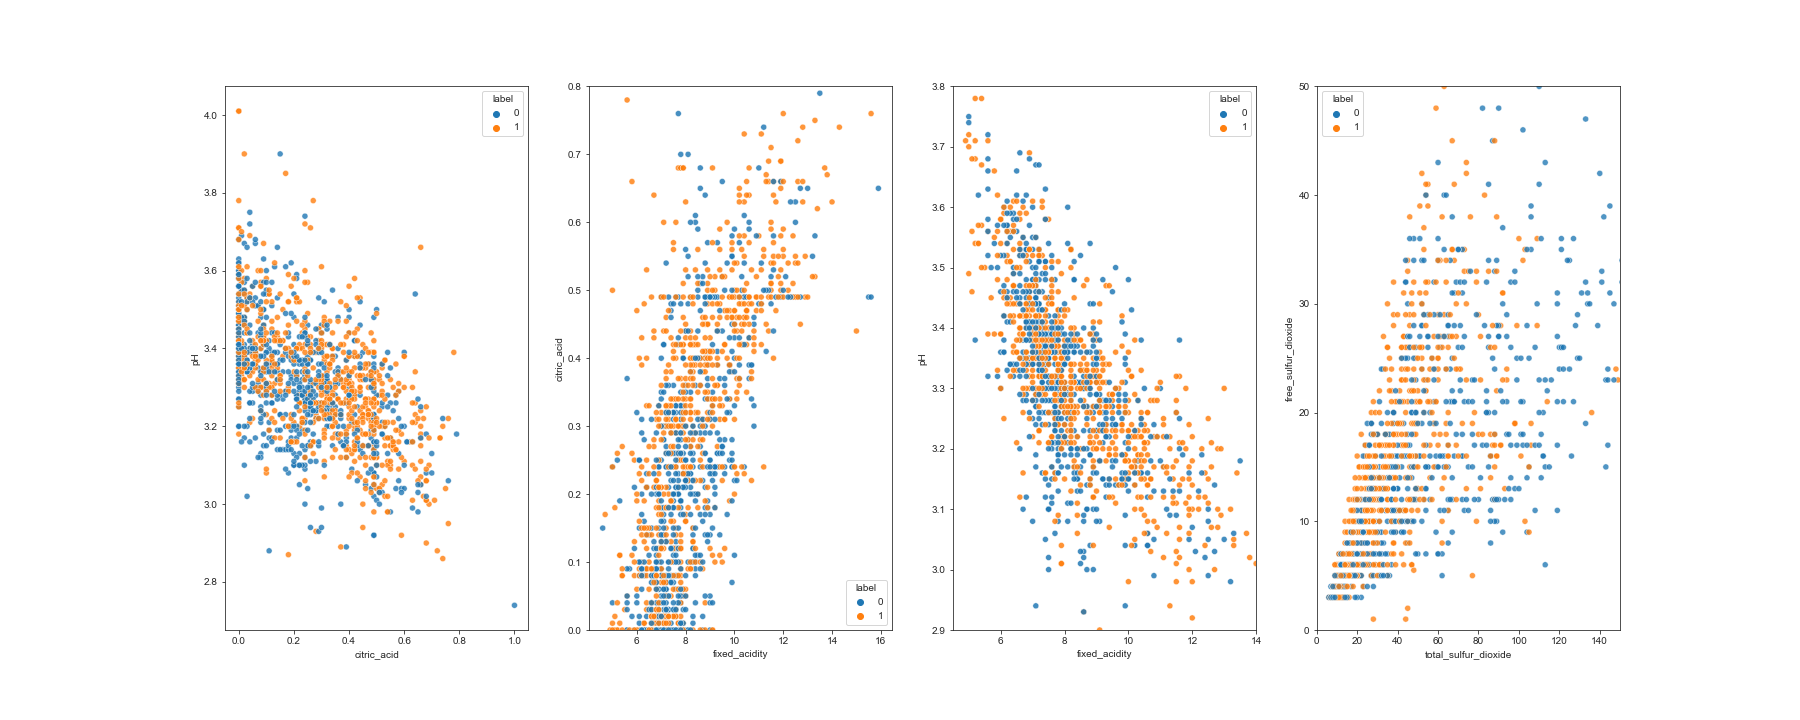 label
0
1
4.0
3.8
3.6
3.4
3.2
3.0
2.8
pH
0.0 0.2 0.4 0.6 0.8 1.0
citric_acid
0.8
0.7
0.6
0.5
0.4
0.3
0.2
0.1
0.0
citric_acid
label
0
1
6 8 10 12 14 16
fixed_acidity
label
0
1
3.8
3.7
3.6
3.5
3.4
3.3
3.2
3.1
3.0
2.9
pH
6 8 10 12 14
fixed_acidity
label
0
1
50
40
30
20
10
0
free_sulfur_dioxide
0 20 40 60 80 100 120 140
total_sulfur_dioxide